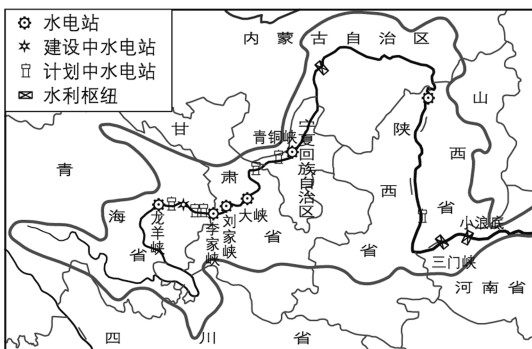 水电站
建设中水电站
计划中水电站
水利枢纽
内蒙古自治区
山西省
陕西省
宁夏回族自治区
甘肃省
青铜峡
青海省
龙羊峡
李家峡
刘家峡
大峡
小浪底
三门峡
河南省
四川省